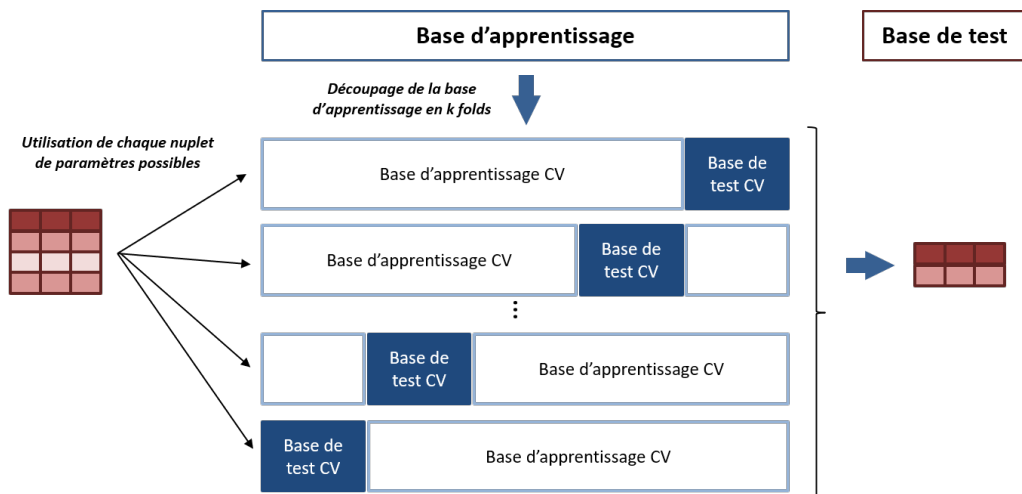 Base d'apprentissage
Base de test
Découpage de la base
d'apprentissage en k folds
Utilisation de chaque nuplet
de paramètres possibles
Base d'apprentissage CV
Base de
test CV
Base d'apprentissage CV
Base de
test CV
Base de
test CV
Base d'apprentissage CV
Base de
test CV
Base d'apprentissage CV